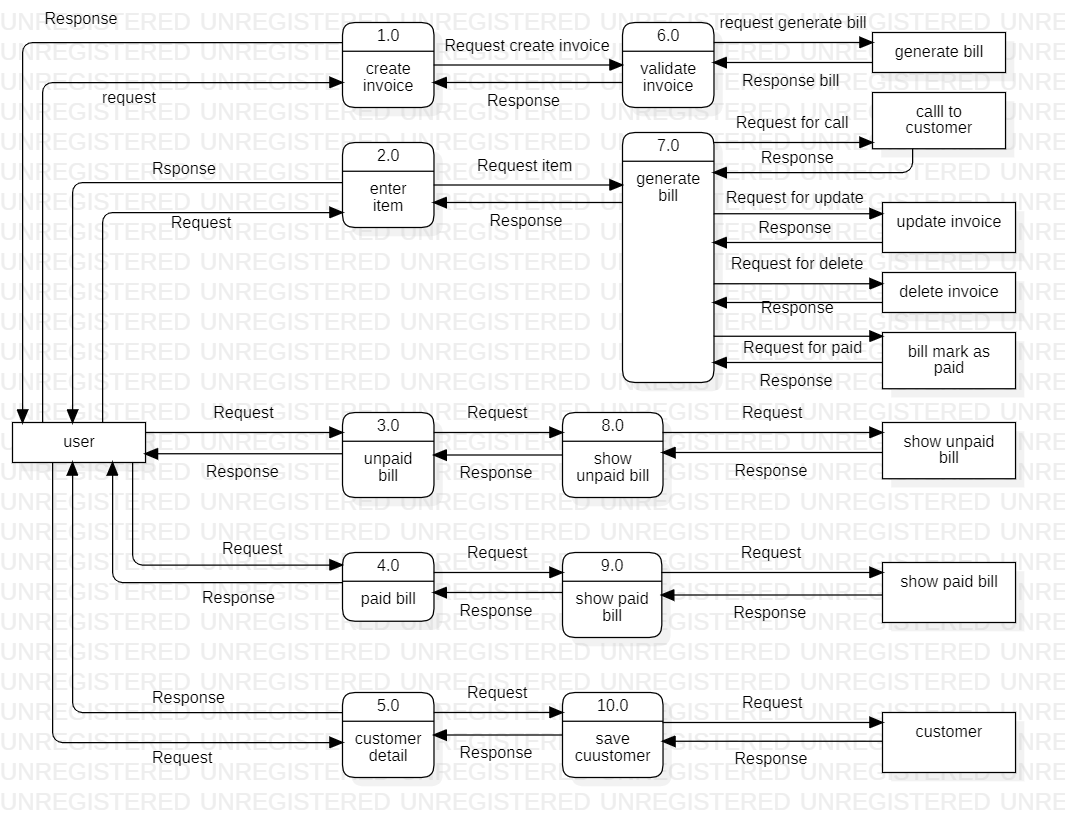 Response
1.0
create
invoice
request
Request create invoice
Response
6.0
validate
invoice
request generate bill
Response bill
generate bill
Rsponse
Request
2.0
enter
item
Request item
Response
7.0
generate
bill
Request for call
Response
calll to
customer
Request for update
Response
update invoice
Request for delete
Response
delete invoice
Request for paid
Response
bill mark as
paid
user
Request
Response
3.0
unpaid
bill
Request
Response
8.0
show
unpaid bill
Request
Response
show unpaid
bill
Request
Response
4.0
paid bill
Request
Response
9.0
show paid
bill
Request
Response
show paid bill
Response
Request
5.0
customer
detail
Request
Response
10.0
save
cuustomer
Request
Response
customer
UNREGISTERED